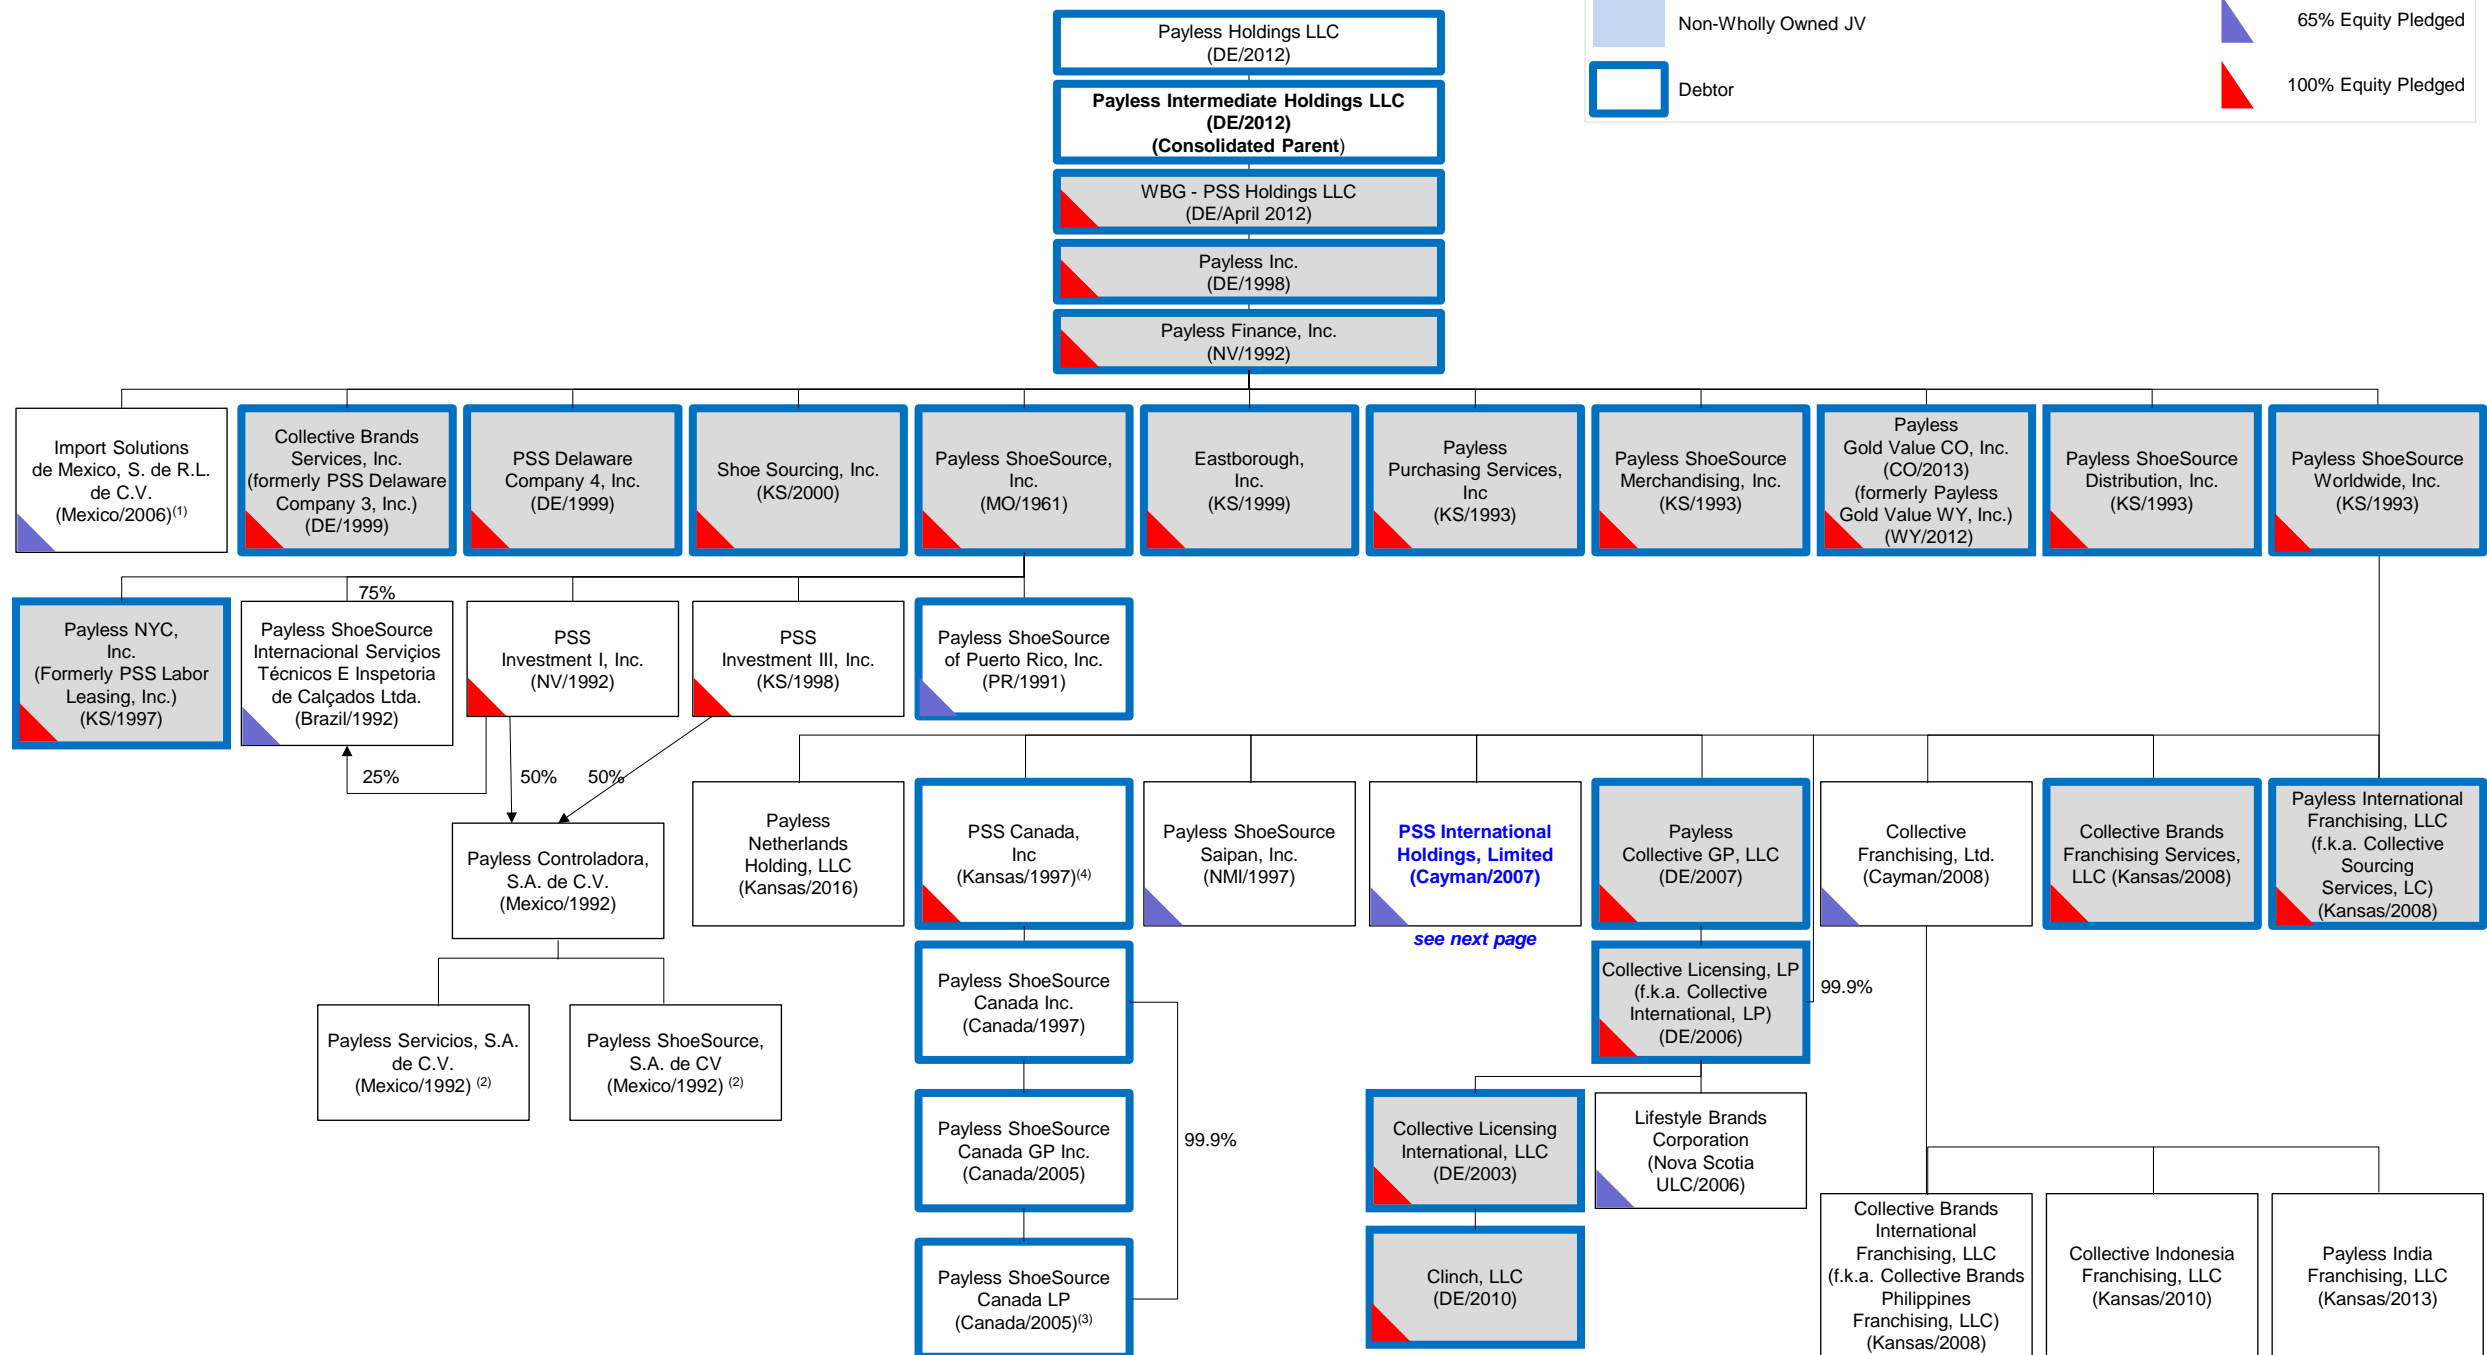 Payless Holdings LLC
(DE/2012)
Non-Wholly Owned JV
65% Equity Pledged
Debtor
100% Equity Pledged
Payless Intermediate Holdings LLC
(DE/2012)
(Consolidated Parent)
WBG - PSS Holdings LLC
(DE/April 2012)
Payless Inc.
(DE/1998)
Payless Finance, Inc.
(NV/1992)
Import Solutions
de Mexico, S. de R.L.
de C.V.
(Mexico/2006)(1)
Collective Brands
Services, Inc.
(formerly PSS Delaware
Company 3, Inc.)
(DE/1999)
PSS Delaware
Company 4, Inc.
(DE/1999)
Shoe Sourcing, Inc.
(KS/2000)
Payless ShoeSource,
Inc.
(MO/1961)
Eastborough,
Inc.
(KS/1999)
Payless
Purchasing Services,
Inc
(KS/1993)
Payless ShoeSource
Merchandising, Inc.
(KS/1993)
Payless
Gold Value CO, Inc.
(CO/2013)
(formerly Payless
Gold Value WY, Inc.)
(WY/2012)
Payless ShoeSource
Distribution, Inc.
(KS/1993)
Payless ShoeSource
Worldwide, Inc.
(KS/1993)
Payless NYC,
Inc.
(Formerly PSS Labor
Leasing, Inc.)
(KS/1997)
75%
Payless ShoeSource
Internacional Serviçios
Técnicos E Inspetoria
de Calçados Ltda.
(Brazil/1992)
PSS
Investment I, Inc.
(NV/1992)
PSS
Investment III, Inc.
(KS/1998)
Payless ShoeSource
of Puerto Rico, Inc.
(PR/1991)
25%
50%
50%
Payless Controladora,
S.A. de C.V.
(Mexico/1992)
Payless Servicios, S.A.
de C.V.
(Mexico/1992) (2)
Payless ShoeSource,
S.A. de CV
(Mexico/1992) (2)
Payless
Netherlands
Holding, LLC
(Kansas/2016)
PSS Canada,
Inc
(Kansas/1997)(4)
Payless ShoeSource
Saipan, Inc.
(NMI/1997)
PSS International
Holdings, Limited
(Cayman/2007)
see next page
Payless
Collective GP, LLC
(DE/2007)
Collective
Franchising, Ltd.
(Cayman/2008)
Collective Brands
Franchising Services,
LLC (Kansas/2008)
Payless International
Franchising, LLC
(f.k.a. Collective
Sourcing
Services, LC)
(Kansas/2008)
Payless ShoeSource
Canada Inc.
(Canada/1997)
Collective Licensing, LP
(f.k.a. Collective
International, LP)
(DE/2006)
99.9%
Payless ShoeSource
Canada GP Inc.
(Canada/2005)
99.9%
Collective Licensing
International, LLC
(DE/2003)
Lifestyle Brands
Corporation
(Nova Scotia
ULC/2006)
Payless ShoeSource
Canada LP
(Canada/2005)(3)
Clinch, LLC
(DE/2010)
Collective Brands
International
Franchising, LLC
(f.k.a. Collective Brands
Philippines
Franchising, LLC)
(Kansas/2008)
Collective Indonesia
Franchising, LLC
(Kansas/2010)
Payless India
Franchising, LLC
(Kansas/2013)